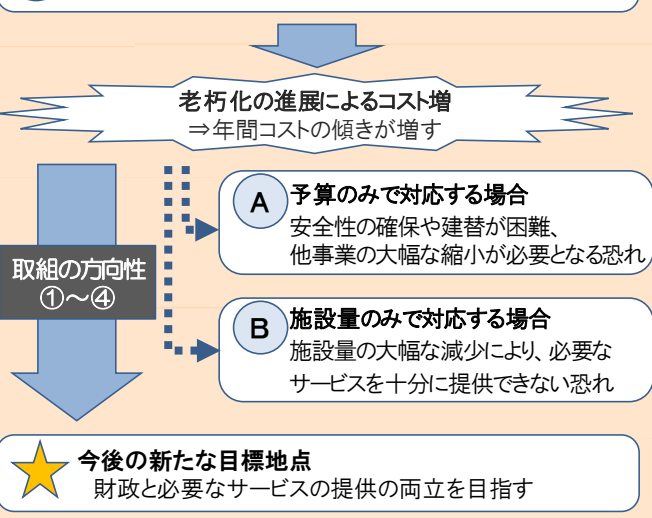 老朽化の進展によるコスト増
⇒年間コストの傾きが増す
A
予算のみで対応する場合
安全性の確保や建替が困難、
他事業の大幅な縮小が必要となる恐れ
取組の方向性
①～④
B
施設量のみで対応する場合
施設量の大幅な減少により、必要な
サービスを十分に提供できない恐れ
今後の新たな目標地点
財政と必要なサービスの提供の両立を目指す